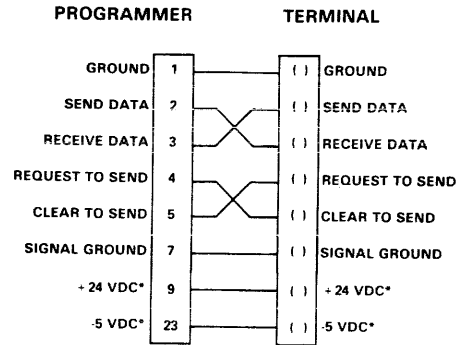 PROGRAMMER TERMINAL
GROUND 1 ( ) GROUND
SEND DATA 2 ( ) SEND DATA
RECEIVE DATA 3 ( ) RECEIVE DATA
REQUEST TO SEND 4 ( ) REQUEST TO SEND
CLEAR TO SEND 5 ( ) CLEAR TO SEND
SIGNAL GROUND 7 ( ) SIGNAL GROUND
+ 24 VDC* 9 ( ) + 24 VDC*
-5 VDC* 23 ( ) -5 VDC*